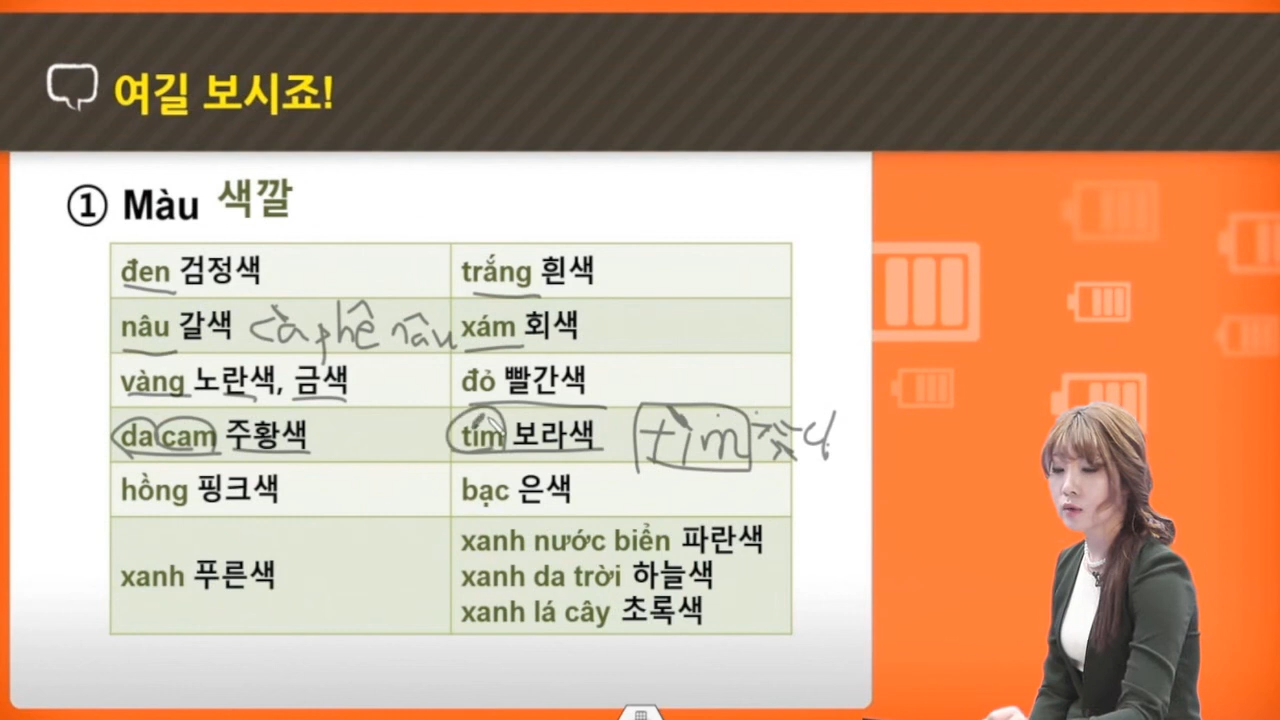 여길 보시죠!
① Màu 색깔
đen 검정색
trắng 흰색
nâu 갈색 cà phê nâu
xám 회색
vàng 노란색, 금색
đỏ 빨간색
da cam 주황색
tím 보라색 tìm 찾다
hồng 핑크색
bạc 은색
xanh 푸른색
xanh nước biển 파란색
xanh da trời 하늘색
xanh lá cây 초록색